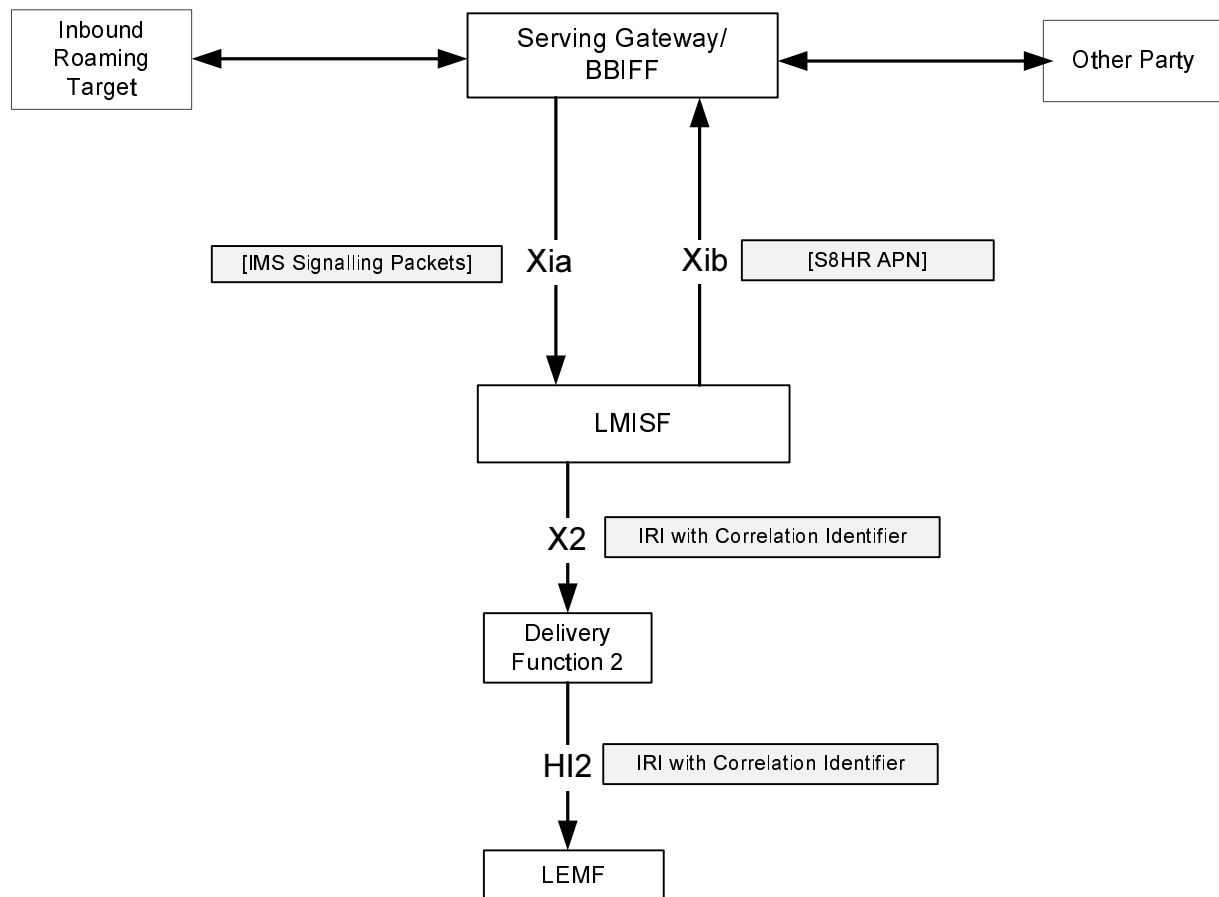 Inbound
Roaming
Target
Serving Gateway/
BBIFF
Other Party
[IMS Signalling Packets]
Xia
Xib
[S8HR APN]
LMISF
X2
IRI with Correlation Identifier
Delivery
Function 2
HI2
IRI with Correlation Identifier
LEMF